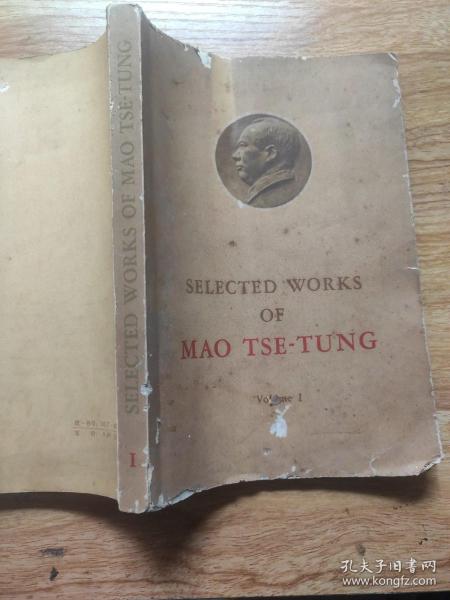 SELECTED WORKS OF MAO TSE-TUNG
I
SELECTED WORKS
OF
MAO TSE-TUNG
Volume I
孔夫子旧书网
www.kongfz.com